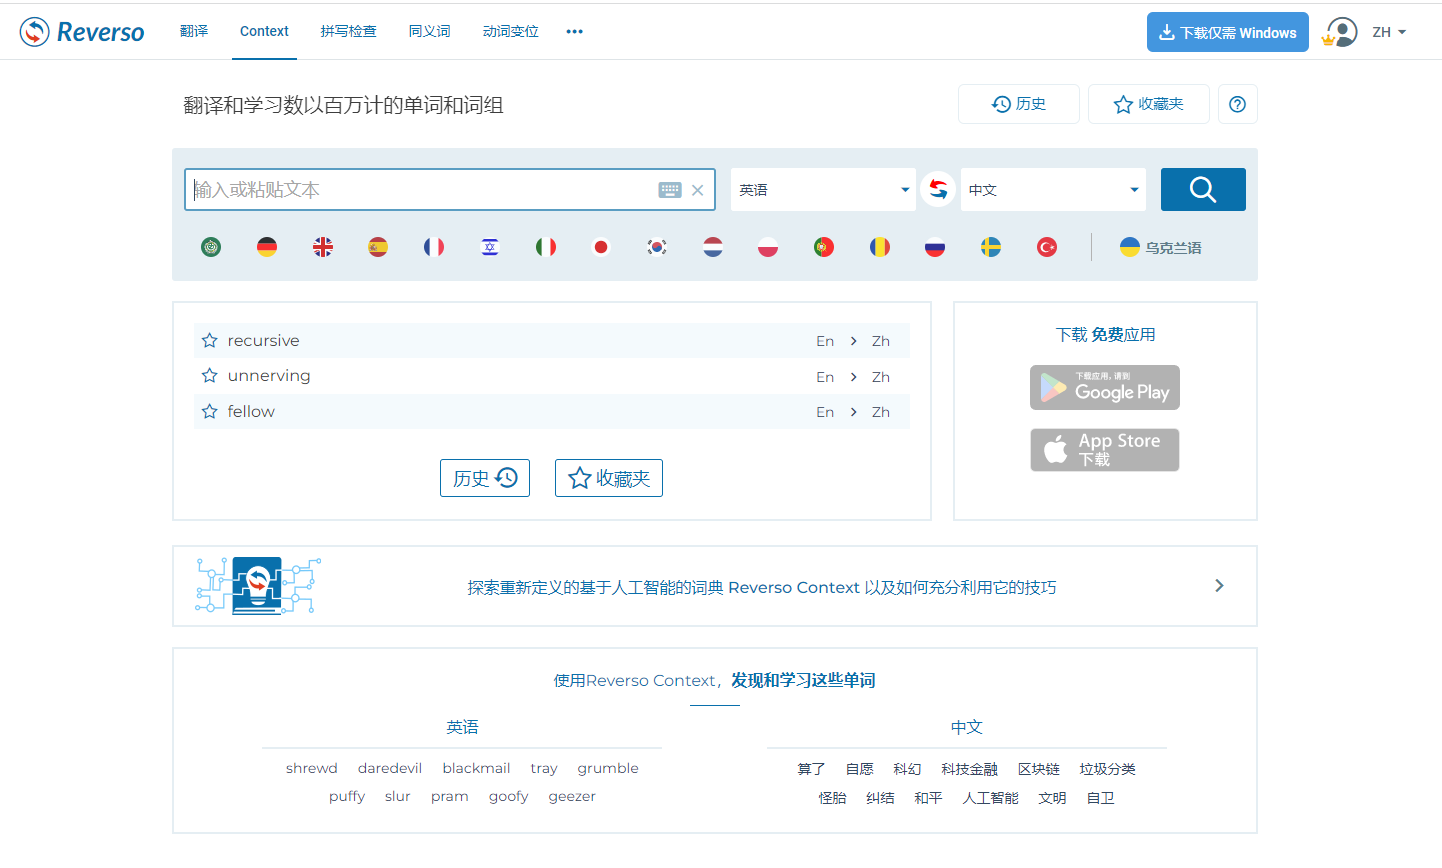 Reverso 翻译 Context 拼写检查 同义词 动词变位 ••• 下载仅需 Windows ZH
翻译和学习数以百万计的单词和词组 历史 收藏夹
输入或粘贴文本 英语 中文
乌克兰语
recursive En > Zh
unnerving En > Zh
fellow En > Zh
历史 收藏夹
下载 免费应用
下载应用，请到
Google Play
App Store
下载
探索重新定义的基于人工智能的词典 Reverso Context 以及如何充分利用它的技巧
使用Reverso Context，发现和学习这些单词
英语
shrewd daredevil blackmail tray grumble
puffy slur pram goofy geezer
中文
算了 自愿 科幻 科技金融 区块链 垃圾分类
怪胎 纠结 和平 人工智能 文明 自卫